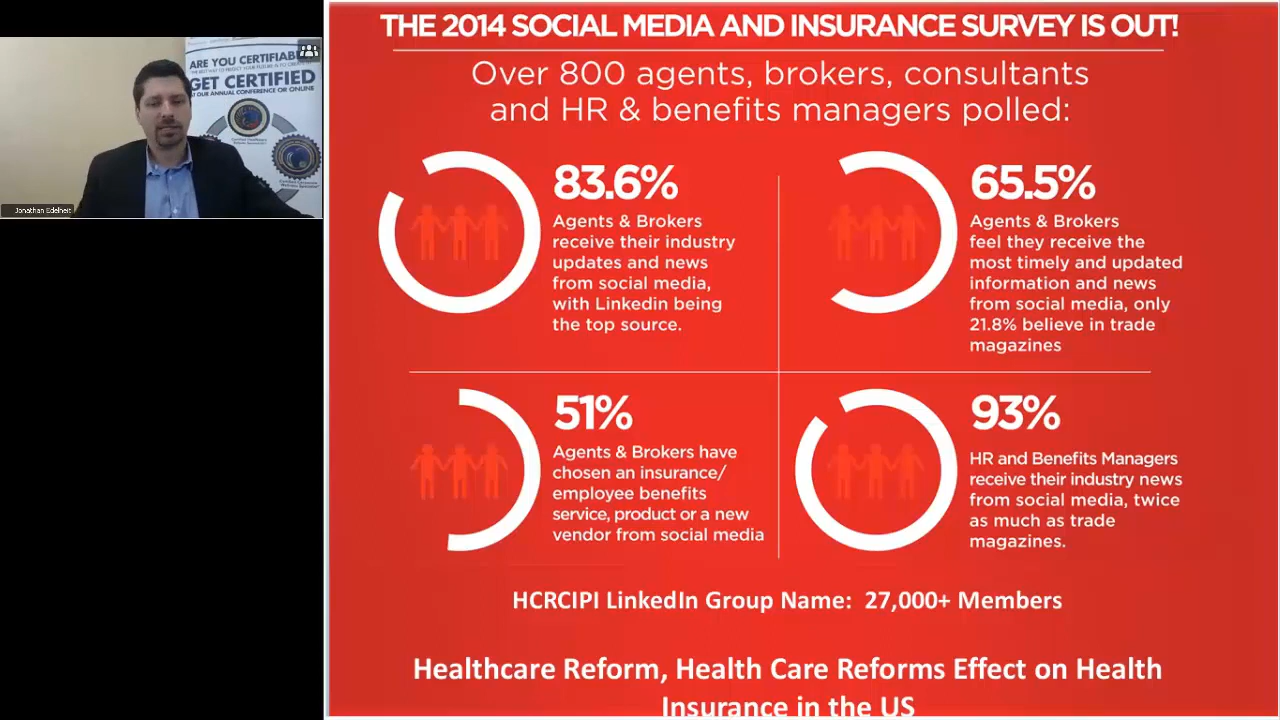 THE 2014 SOCIAL MEDIA AND INSURANCE SURVEY IS OUT!
Over 800 agents, brokers, consultants
and HR & benefits managers polled:
83.6%
Agents & Brokers
receive their industry
updates and news
from social media,
with Linkedin being
the top source.
65.5%
Agents & Brokers
feel they receive the
most timely and updated
information and news
from social media, only
21.8% believe in trade
magazines
51%
Agents & Brokers have
chosen an insurance/
employee benefits
service, product or a new
vendor from social media
93%
HR and Benefits Managers
receive their industry news
from social media, twice
as much as trade
magazines.
HCRCIPI LinkedIn Group Name: 27,000+ Members
Healthcare Reform, Health Care Reforms Effect on Health
Insurance in the US
ARE YOU
GET CERTIFIED
AT OUR ANNUAL CONFERENCE OR ONLINE
Jonathan Edelheit